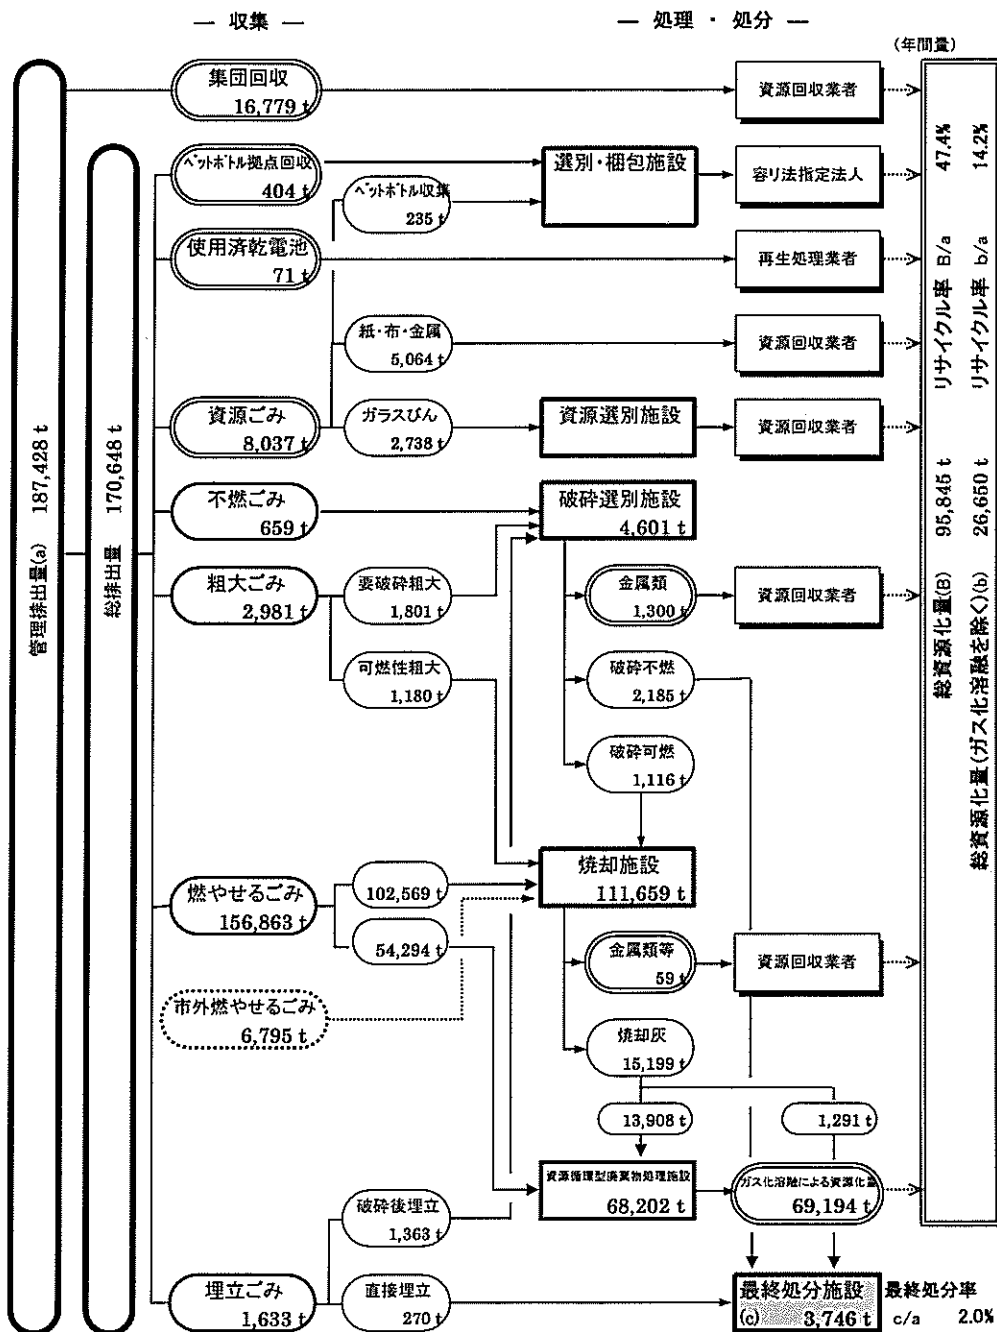 ― 収集 ―
― 処理・処分 ―
(年間量)
集団回収
16,779 t
資源回収業者
ペットボトル拠点回収
404 t
選別・梱包施設
容リ法指定法人
ペットボトル収集
235 t
使用済乾電池
71 t
再生処理業者
紙・布・金属
5,064 t
資源回収業者
資源ごみ
8,037 t
ガラスびん
2,738 t
資源選別施設
資源回収業者
不燃ごみ
659 t
破砕選別施設
4,601 t
粗大ごみ
2,981 t
要破砕粗大
1,801 t
金属類
1,300 t
資源回収業者
可燃性粗大
1,180 t
破砕不燃
2,185 t
破砕可燃
1,116 t
焼却施設
111,659 t
燃やせるごみ
156,863 t
102,569 t
54,294 t
金属類等
59 t
資源回収業者
市外燃やせるごみ
6,795 t
焼却灰
15,199 t
13,908 t
1,291 t
資源循環型廃棄物処理施設
68,202 t
ガス化溶融による資源化量
69,194 t
破砕後埋立
1,363 t
埋立ごみ
1,633 t
直接埋立
270 t
最終処分施設
(c) 3,746 t
最終処分率
c/a 2.0%
管理排出量(a) 187,428 t
総排出量 170,648 t
総資源化量(B) 95,845 t リサイクル率 B/a 47.4%
総資源化量(ガス化溶融を除く)(b) 26,650 t リサイクル率 b/a 14.2%